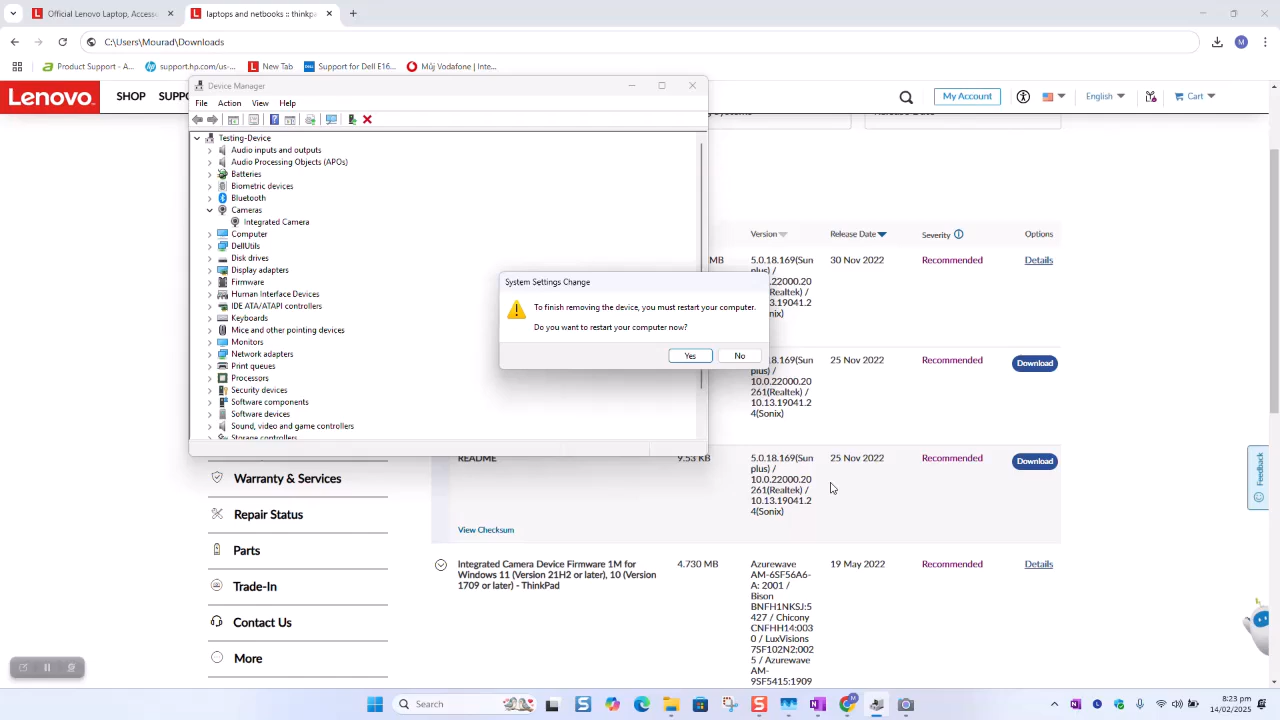 Official Lenovo Laptop, Access
laptops and notebooks : thinkp
C:\Users\Mourad\Downloads
M
Product Support - A...
hp.com/us-...
New Tab
Support for Dell E16...
Můj Vodafone | Inte...
Lenovo
SHOP
My Account
English
Cart
Device Manager
File Action View Help
Testing-Device
Audio inputs and outputs
Audio Processing Objects (APOs)
Batteries
Biometric devices
Bluetooth
Cameras
Integrated Camera
Computer
DellUtils
Disk drives
Display adapters
Firmware
Human Interface Devices
IDE ATA/ATAPI controllers
Keyboards
Mice and other pointing devices
Monitors
Network adapters
Print queues
Processors
Security devices
Software components
Software devices
Sound, video and game controllers
Storage controllers
System Settings Change
To finish removing the device, you must restart your computer.
Do you want to restart your computer now?
Yes No
Version Release Date Severity Options
MB
5.0.18.169(Sun
plus) /
.0.22000.20
(Realtek) /
.13.19041.2
nix)
30 Nov 2022
Recommended
Details
.18.169(Sun
plus) /
10.0.22000.20
261(Realtek) /
10.13.19041.2
4(Sonix)
25 Nov 2022
Recommended
Download
README
9.53 KB
5.0.18.169(Sun
plus) /
10.0.22000.20
261(Realtek) /
10.13.19041.2
4(Sonix)
25 Nov 2022
Recommended
Download
View Checksum
Integrated Camera Device Firmware 1M for
Windows 11 (Version 21H2 or later), 10 (Version
1709 or later) - ThinkPad
4.730 MB
Azurewave
AM-6SF56A6-
A: 2001 /
Bison
BNFH1NKSJ:5
427 / Chicony
CNFHH14:003
0 / LuxVisions
7SF102N2:002
5 / Azurewave
AM-
9SF5415:1909
19 May 2022
Recommended
Details
Warranty & Services
Repair Status
Parts
Trade-In
Contact Us
More
Feedback
Search
8:23 pm
14/02/2025